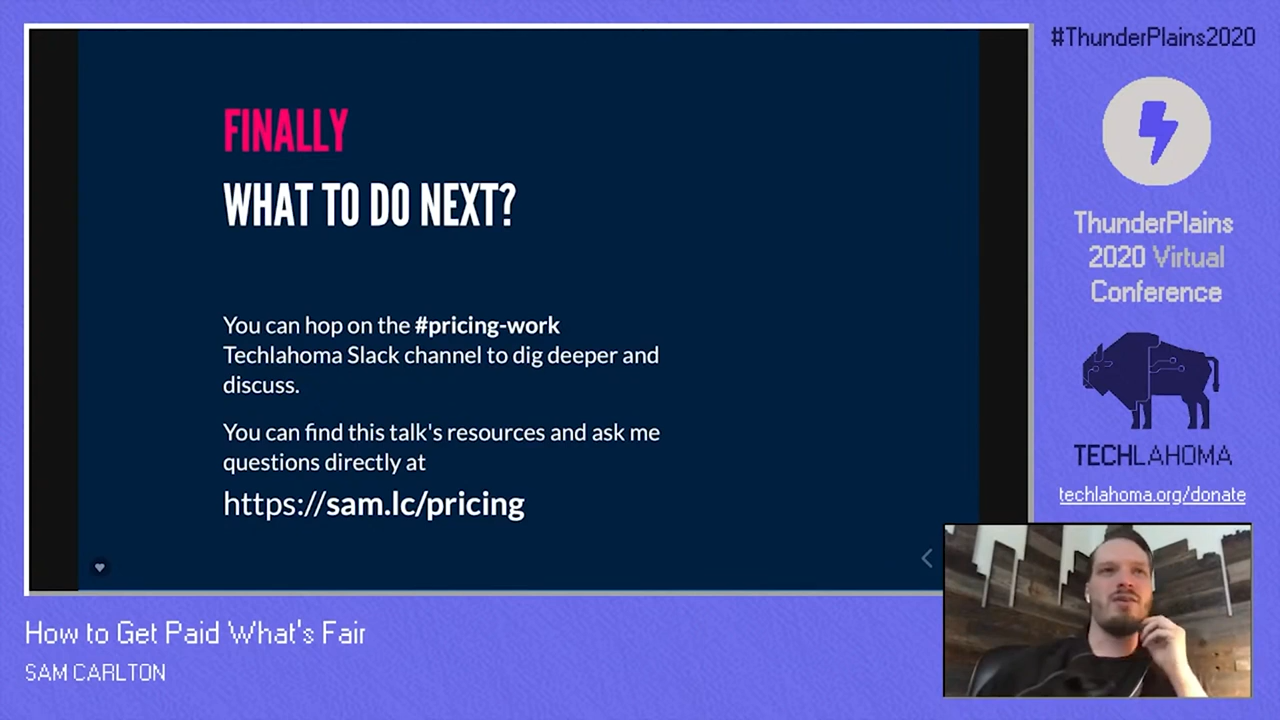 FINALLY
WHAT TO DO NEXT?
You can hop on the #pricing-work
Techlahoma Slack channel to dig deeper and
discuss.
You can find this talk's resources and ask me
questions directly at
https://sam.lc/pricing
#ThunderPlains2020
ThunderPlains
2020 Virtual
Conference
TECHLAHOMA
techlahoma.org/donate
How to Get Paid What's Fair
SAM CARLTON